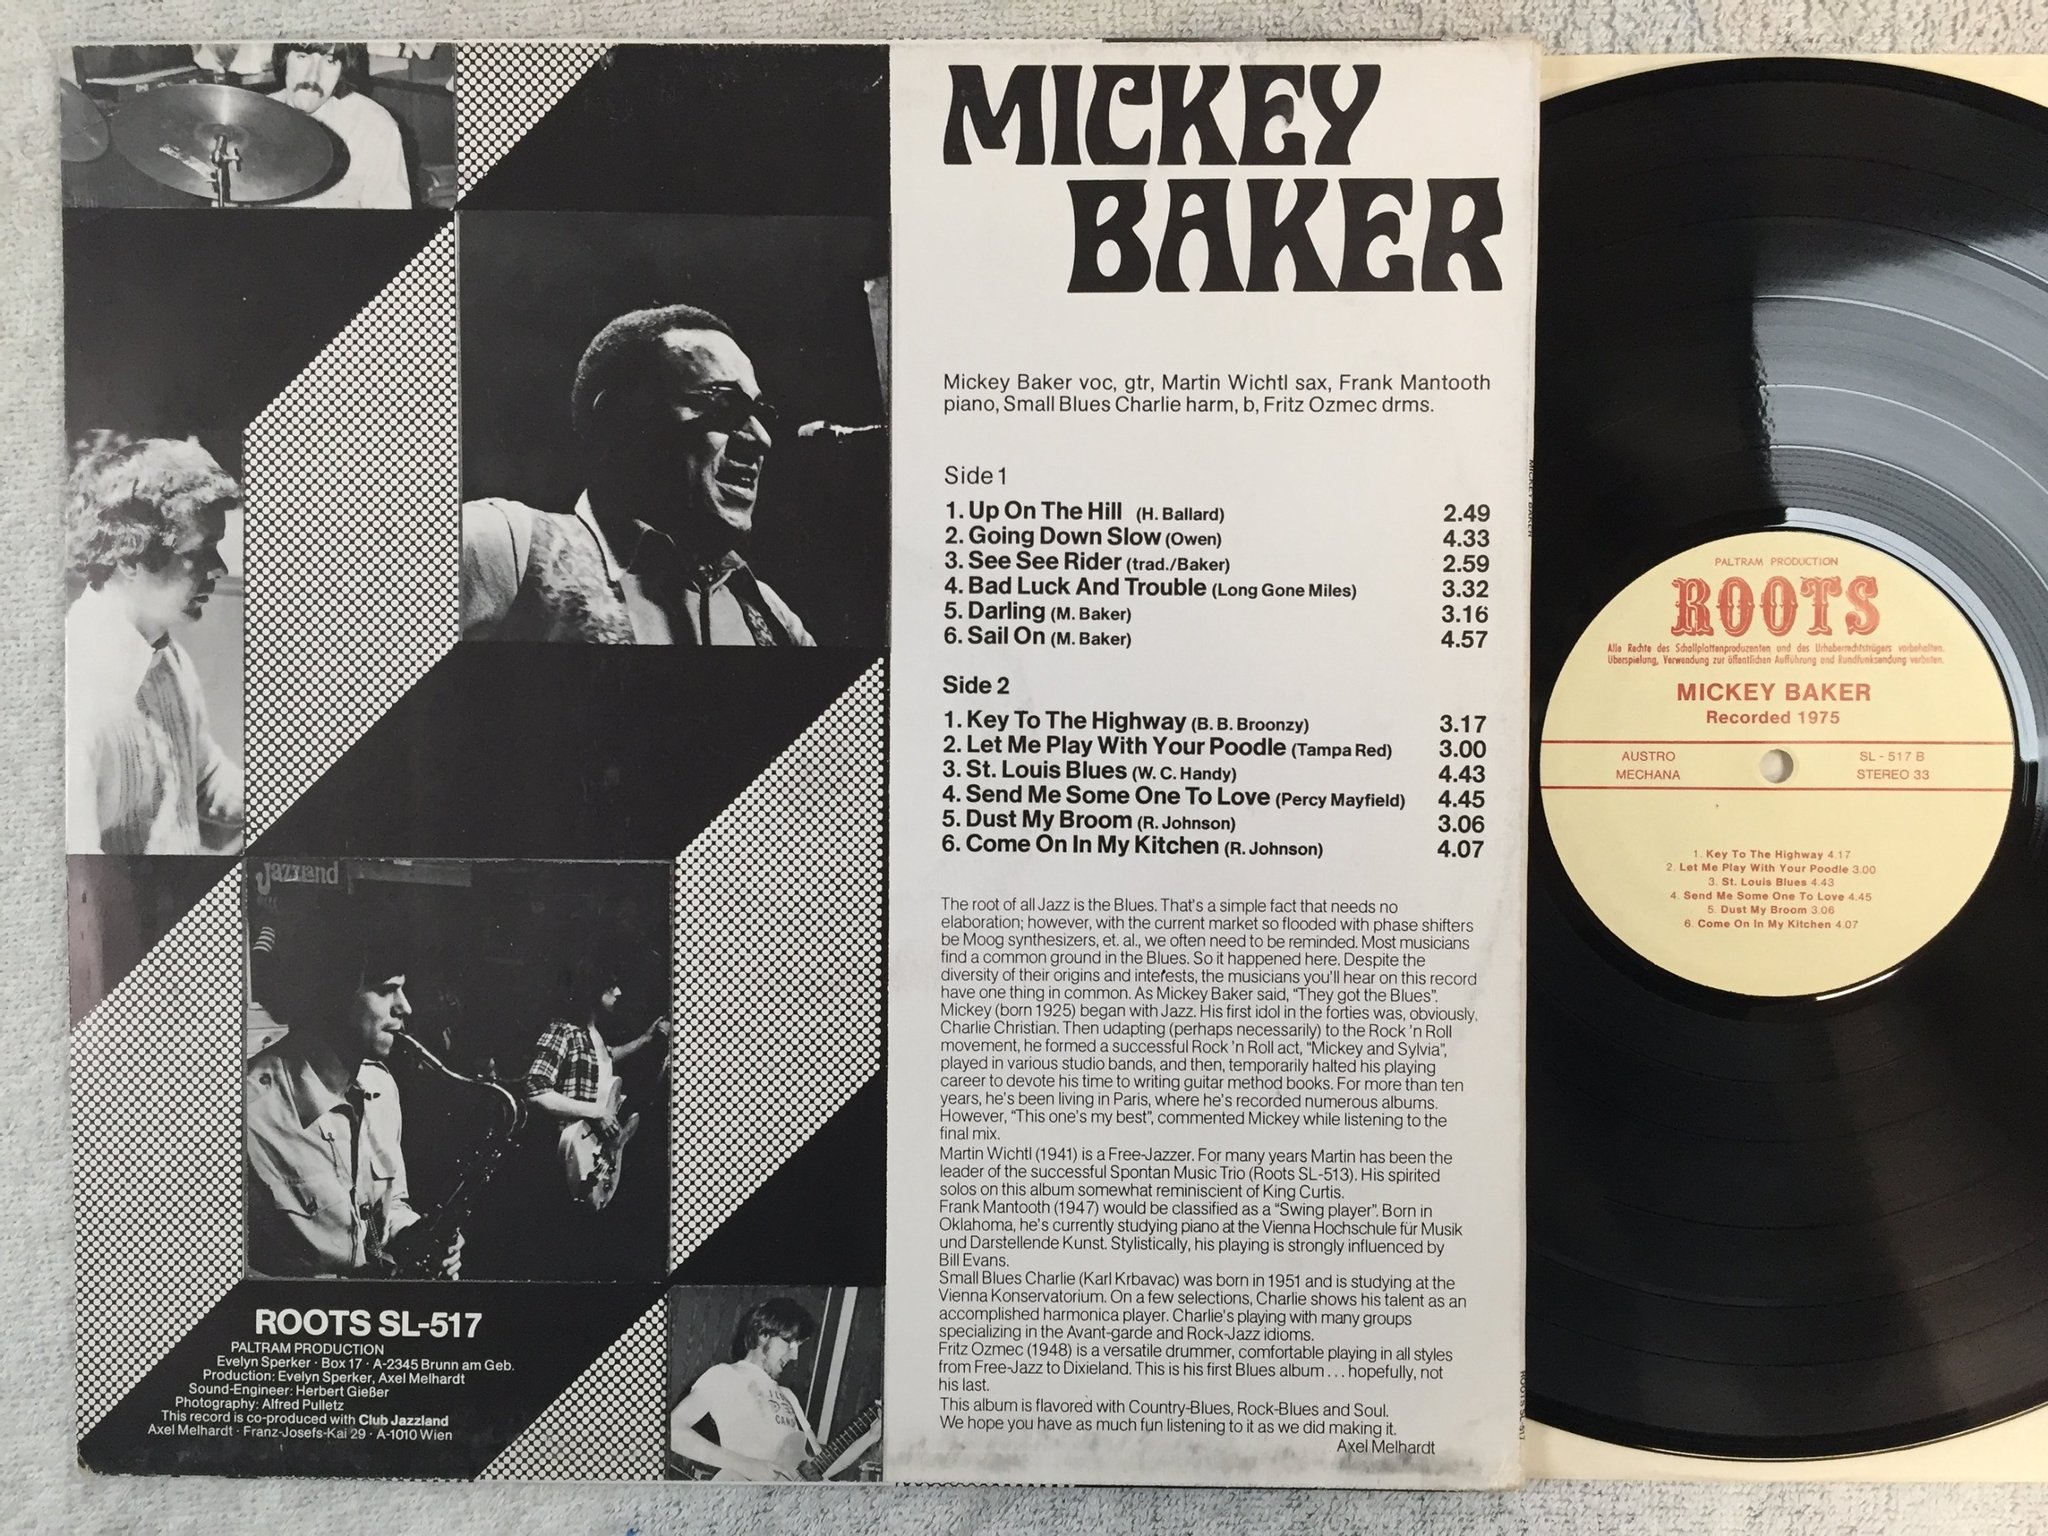 MICKEY
BAKER
Mickey Baker voc, gtr, Martin Wichtl sax, Frank Mantooth
piano, Small Blues Charlie harm, b, Fritz Ozmec drms.
Side 1
1. Up On The Hill (H. Ballard) 2.49
2. Going Down Slow (Owen) 4.33
3. See See Rider (trad./Baker) 2.59
4. Bad Luck And Trouble (Long Gone Miles) 3.32
5. Darling (M. Baker) 3.16
6. Sail On (M. Baker) 4.57
Side 2
1. Key To The Highway (B. B. Broonzy) 3.17
2. Let Me Play With Your Poodle (Tampa Red) 3.00
3. St. Louis Blues (W. C. Handy) 4.43
4. Send Me Some One To Love (Percy Mayfield) 4.45
5. Dust My Broom (R. Johnson) 3.06
6. Come On In My Kitchen (R. Johnson) 4.07
The root of all Jazz is the Blues. That's a simple fact that needs no
elaboration; however, with the current market so flooded with phase shifters
be Moog synthesizers, et. al., we often need to be reminded. Most musicians
find a common ground in the Blues. So it happened here. Despite the
diversity of their origins and interests, the musicians you'll hear on this record
have one thing in common. As Mickey Baker said, "They got the Blues".
Mickey (born 1925) began with Jazz. His first idol in the forties was, obviously,
Charlie Christian. Then udapting (perhaps necessarily) to the Rock 'n Roll
movement, he formed a successful Rock 'n Roll act, "Mickey and Sylvia",
played in various studio bands, and then, temporarily halted his playing
career to devote his time to writing guitar method books. For more than ten
years, he's been living in Paris, where he's recorded numerous albums.
However, "This one's my best", commented Mickey while listening to the
final mix.
Martin Wichtl (1941) is a Free-Jazzer. For many years Martin has been the
leader of the successful Spontan Music Trio (Roots SL-513). His spirited
solos on this album somewhat reminiscient of King Curtis.
Frank Mantooth (1947) would be classified as a "Swing player". Born in
Oklahoma, he's currently studying piano at the Vienna Hochschule für Musik
und Darstellende Kunst. Stylistically, his playing is strongly influenced by
Bill Evans.
Small Blues Charlie (Karl Krbavac) was born in 1951 and is studying at the
Vienna Konservatorium. On a few selections, Charlie shows his talent as an
accomplished harmonica player. Charlie's playing with many groups
specializing in the Avant-garde and Rock-Jazz idioms.
Fritz Ozmec (1948) is a versatile drummer, comfortable playing in all styles
from Free-Jazz to Dixieland. This is his first Blues album ... hopefully, not
his last.
This album is flavored with Country-Blues, Rock-Blues and Soul.
We hope you have as much fun listening to it as we did making it.
Axel Melhardt
Jazzland
ROOTS SL-517
PALTRAM PRODUCTION
Evelyn Sperker · Box 17 · A-2345 Brunn am Geb.
Production: Evelyn Sperker, Axel Melhardt
Sound-Engineer: Herbert Gießer
Photography: Alfred Pulletz
This record is co-produced with Club Jazzland
Axel Melhardt · Franz-Josefs-Kai 29 · A-1010 Wien
MICKEY BAKER
ROOTS SL-517
PALTRAM PRODUCTION
ROOTS
Alle Rechte des Schallplattenproduzenten und des Urheberrechtsträgers vorbehalten.
Überspielung, Verwendung zur öffentlichen Aufführung und Rundfunksendung verboten.
MICKEY BAKER
Recorded 1975
AUSTRO
MECHANA
SL - 517 B
STEREO 33
1. Key To The Highway 4.17
2. Let Me Play With Your Poodle 3.00
3. St. Louis Blues 4.43
4. Send Me Some One To Love 4.45
5. Dust My Broom 3.06
6. Come On In My Kitchen 4.07